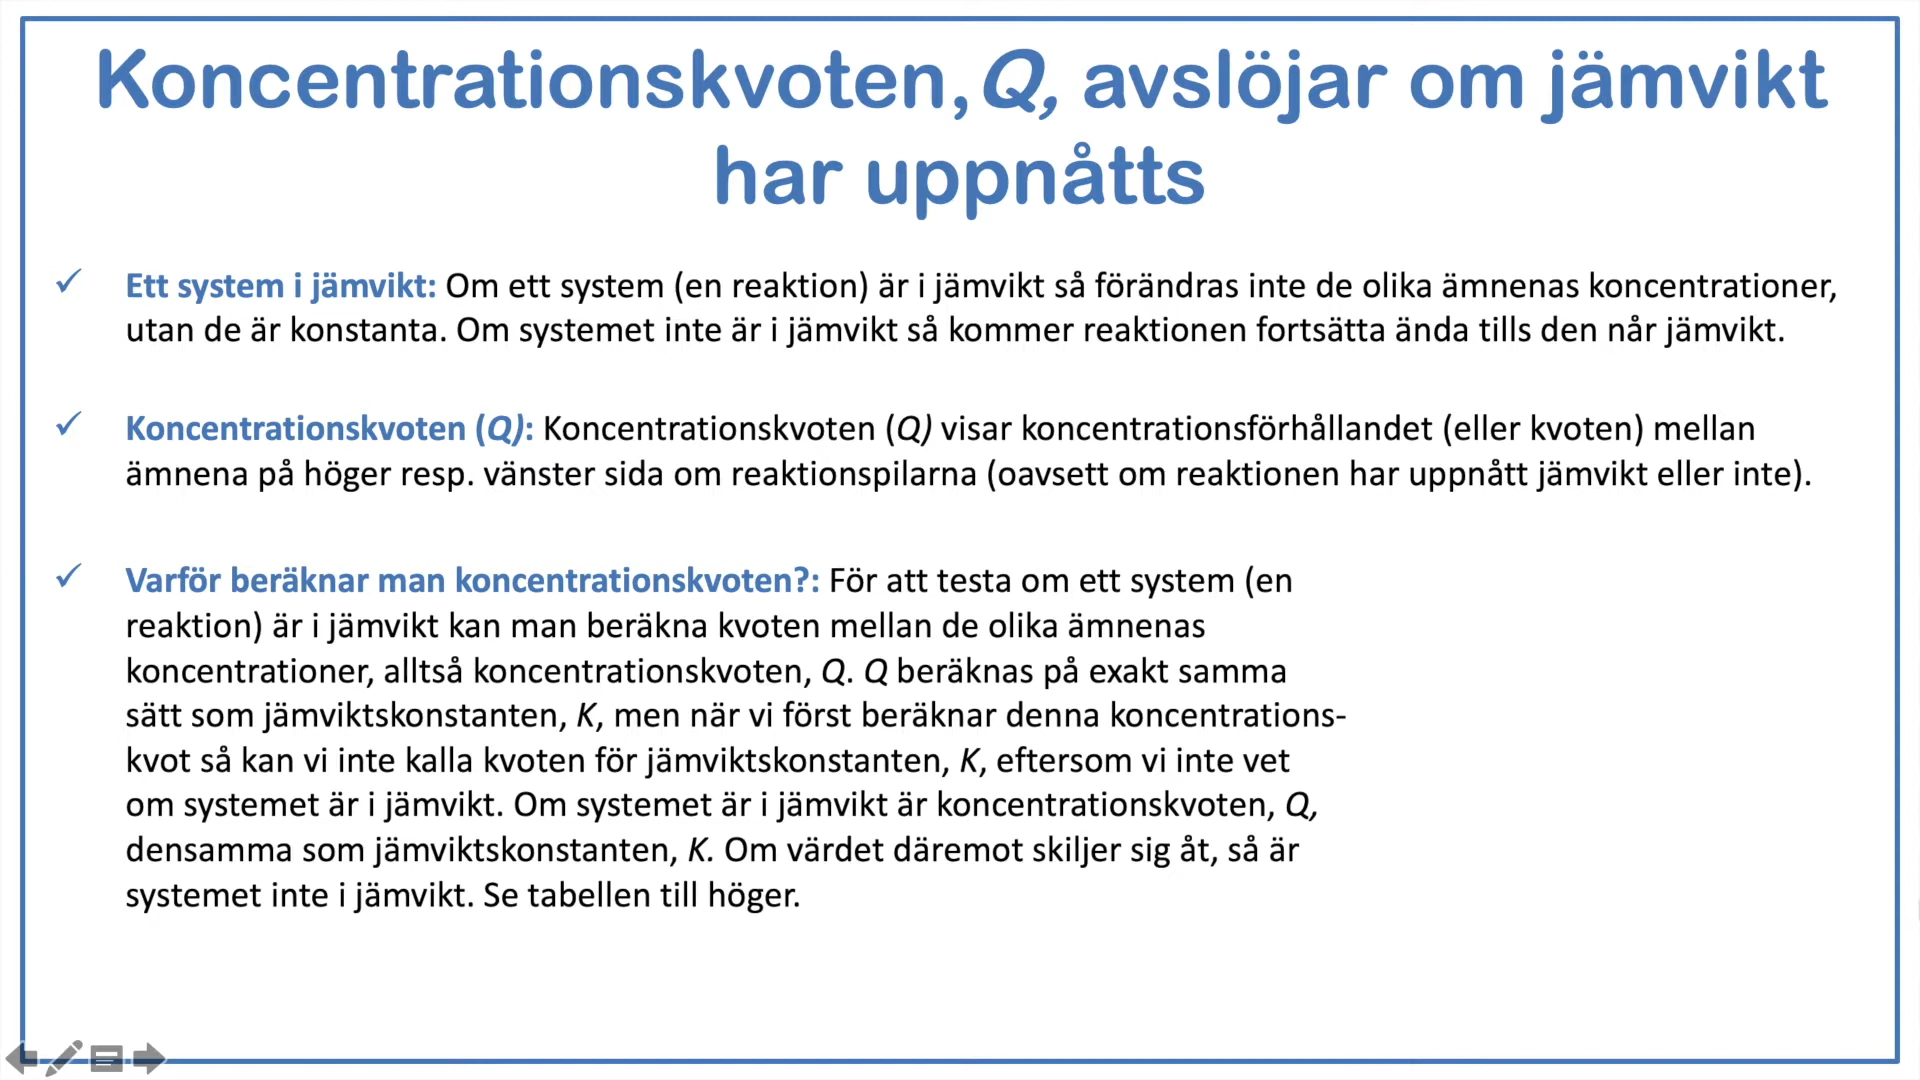 Koncentrationskvoten, Q, avslöjar om jämvikt
har uppnåtts
✓ Ett system i jämvikt: Om ett system (en reaktion) är i jämvikt så förändras inte de olika ämnenas koncentrationer,
utan de är konstanta. Om systemet inte är i jämvikt så kommer reaktionen fortsätta ända tills den når jämvikt.
✓ Koncentrationskvoten (Q): Koncentrationskvoten (Q) visar koncentrationsförhållandet (eller kvoten) mellan
ämnena på höger resp. vänster sida om reaktionspilarna (oavsett om reaktionen har uppnått jämvikt eller inte).
✓ Varför beräknar man koncentrationskvoten?: För att testa om ett system (en
reaktion) är i jämvikt kan man beräkna kvoten mellan de olika ämnenas
koncentrationer, alltså koncentrationskvoten, Q. Q beräknas på exakt samma
sätt som jämviktskonstanten, K, men när vi först beräknar denna koncentrations-
kvot så kan vi inte kalla kvoten för jämviktskonstanten, K, eftersom vi inte vet
om systemet är i jämvikt. Om systemet är i jämvikt är koncentrationskvoten, Q,
densamma som jämviktskonstanten, K. Om värdet däremot skiljer sig åt, så är
systemet inte i jämvikt. Se tabellen till höger.